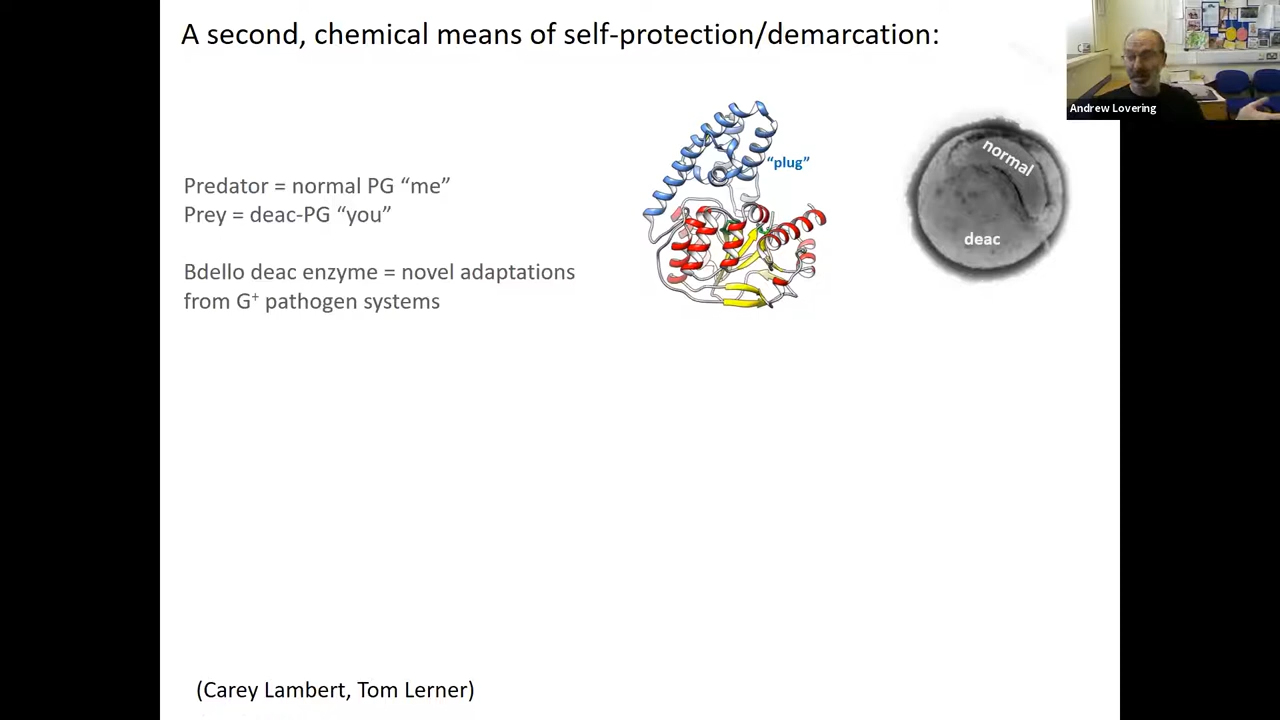 A second, chemical means of self-protection/demarcation:
Andrew Lovering
Predator = normal PG “me”
Prey = deac-PG “you”
Bdello deac enzyme = novel adaptations
from G⁺ pathogen systems
“plug”
normal
deac
(Carey Lambert, Tom Lerner)